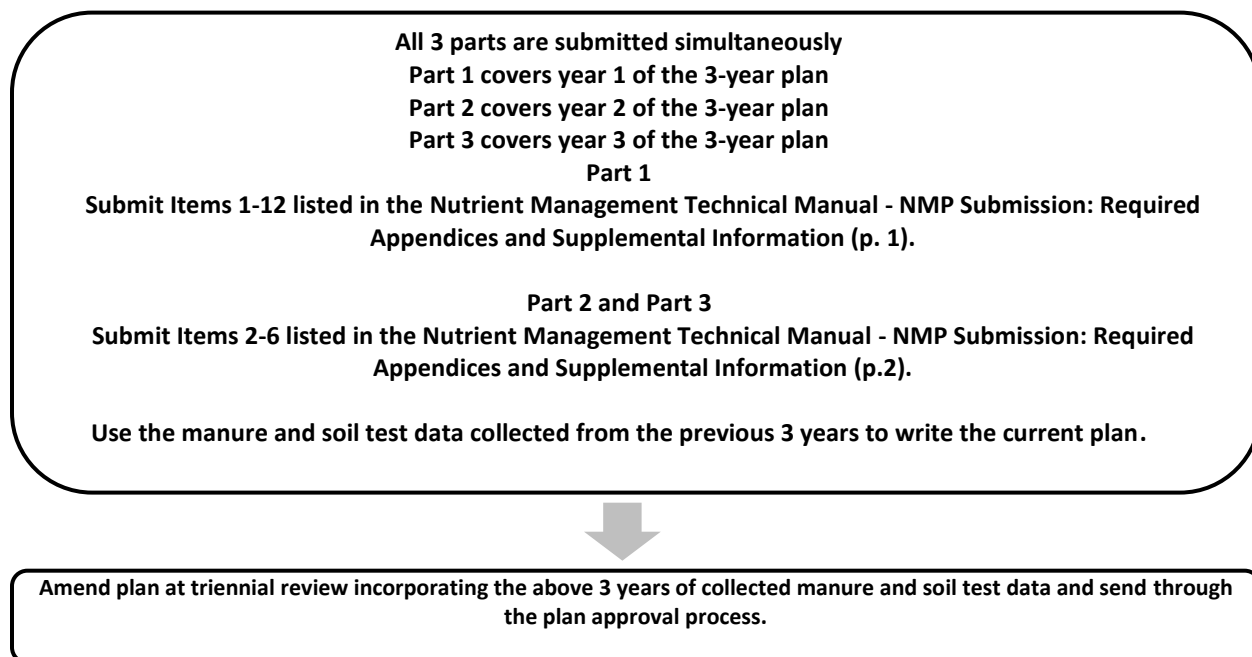 All 3 parts are submitted simultaneously
Part 1 covers year 1 of the 3-year plan
Part 2 covers year 2 of the 3-year plan
Part 3 covers year 3 of the 3-year plan
Part 1
Submit Items 1-12 listed in the Nutrient Management Technical Manual - NMP Submission: Required
Appendices and Supplemental Information (p. 1).
Part 2 and Part 3
Submit Items 2-6 listed in the Nutrient Management Technical Manual - NMP Submission: Required
Appendices and Supplemental Information (p.2).
Use the manure and soil test data collected from the previous 3 years to write the current plan.
Amend plan at triennial review incorporating the above 3 years of collected manure and soil test data and send through
the plan approval process.